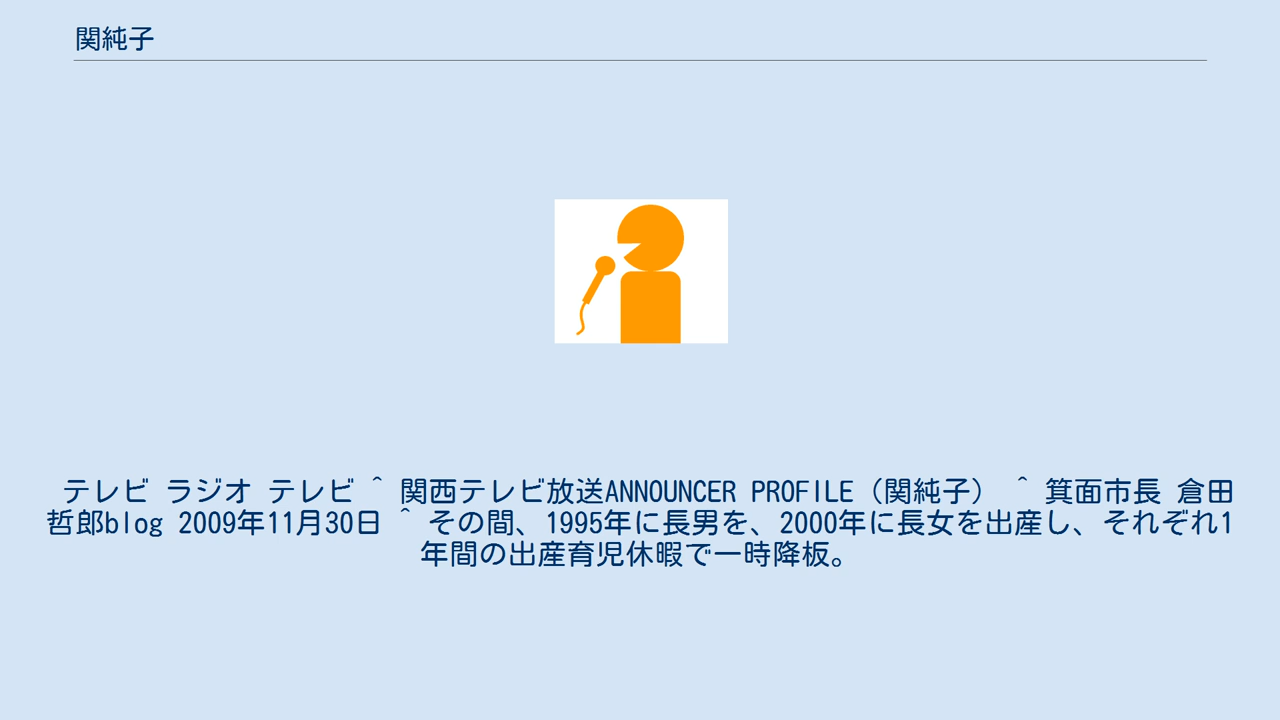 関純子
テレビ ラジオ テレビ ^ 関西テレビ放送ANNOUNCER PROFILE（関純子） ^ 箕面市長 倉田
哲郎blog 2009年11月30日 ^ その間、1995年に長男を、2000年に長女を出産し、それぞれ1
年間の出産育児休暇で一時降板。